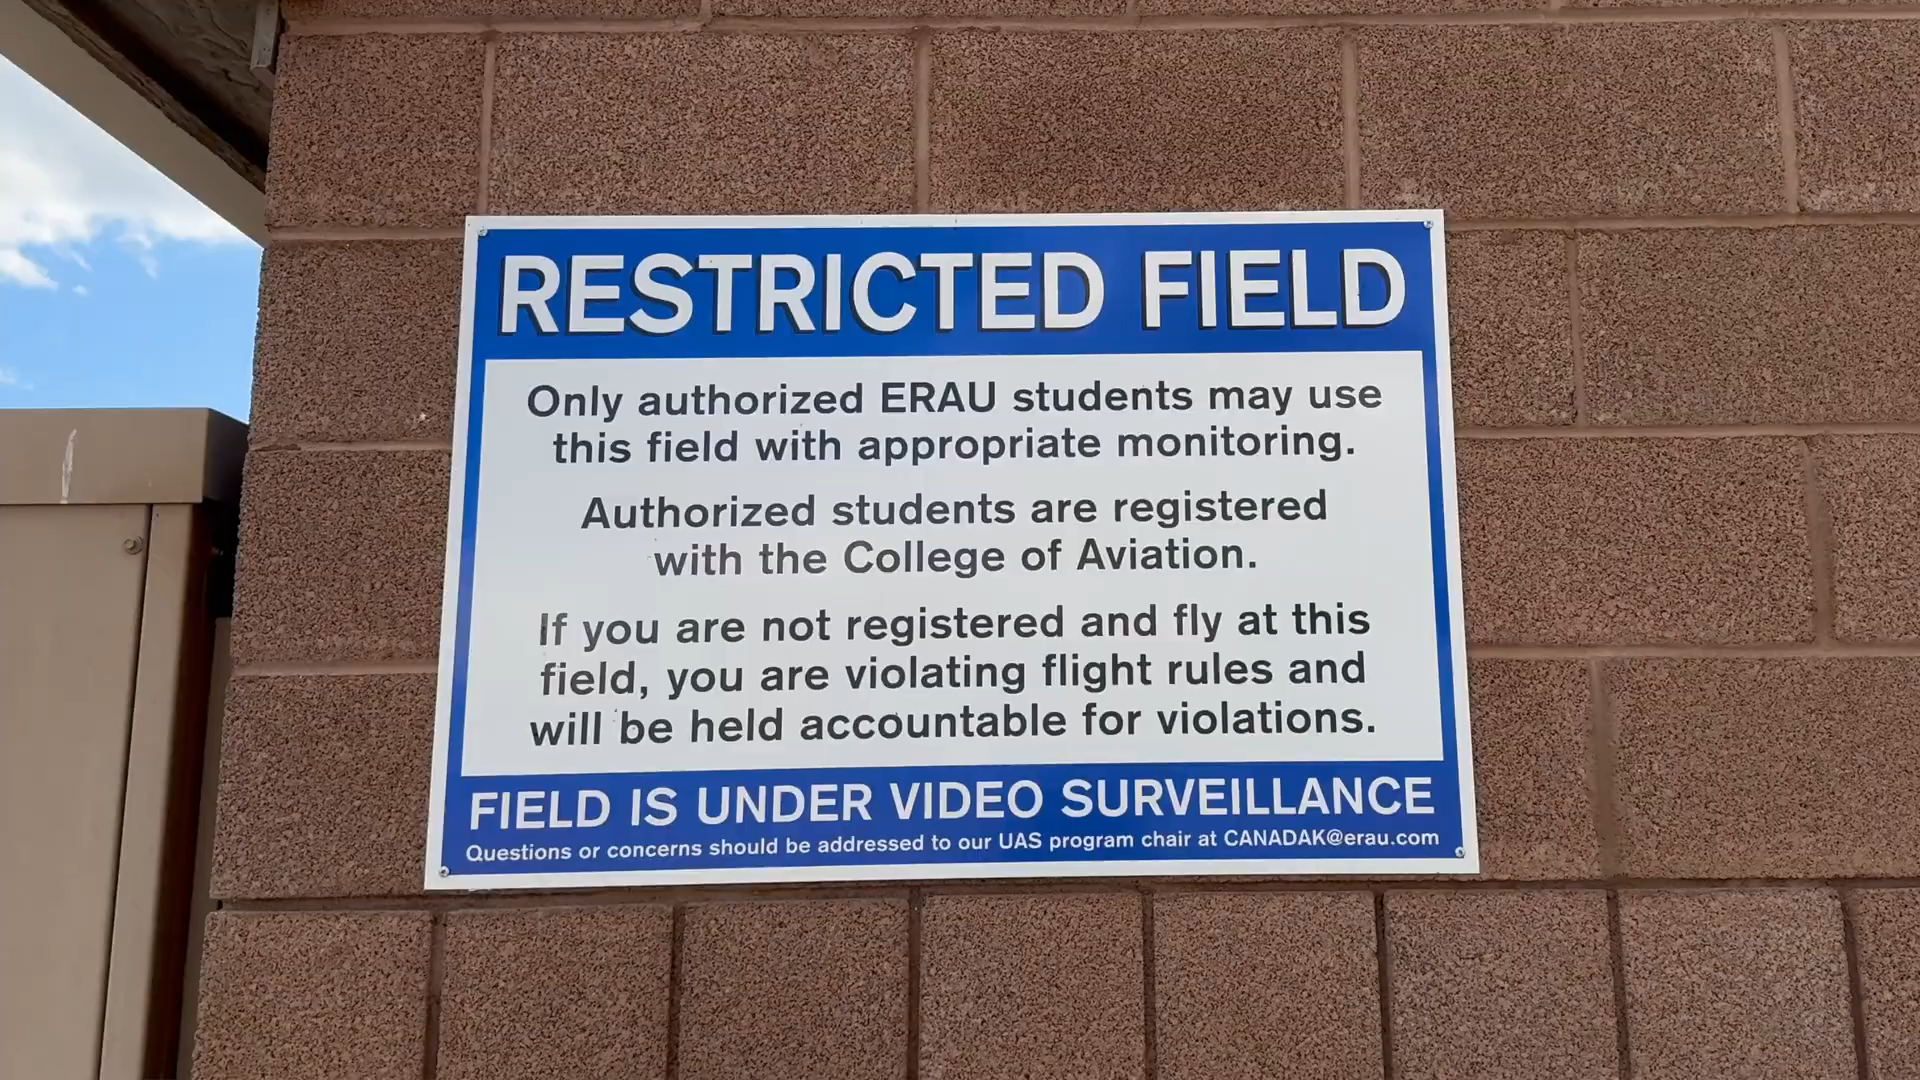 RESTRICTED FIELD
Only authorized ERAU students may use
this field with appropriate monitoring.
Authorized students are registered
with the College of Aviation.
If you are not registered and fly at this
field, you are violating flight rules and
will be held accountable for violations.
FIELD IS UNDER VIDEO SURVEILLANCE
Questions or concerns should be addressed to our UAS program chair at CANADAK@erau.com